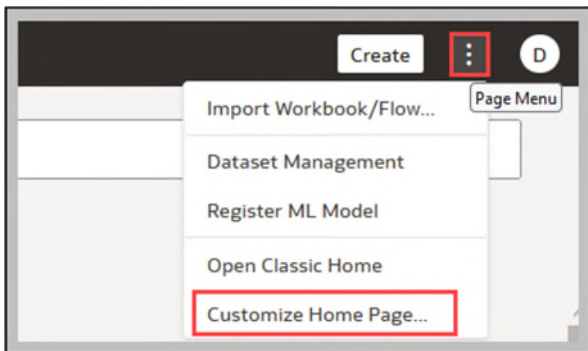 Create
D
Page Menu
Import Workbook/Flow...
Dataset Management
Register ML Model
Open Classic Home
Customize Home Page...